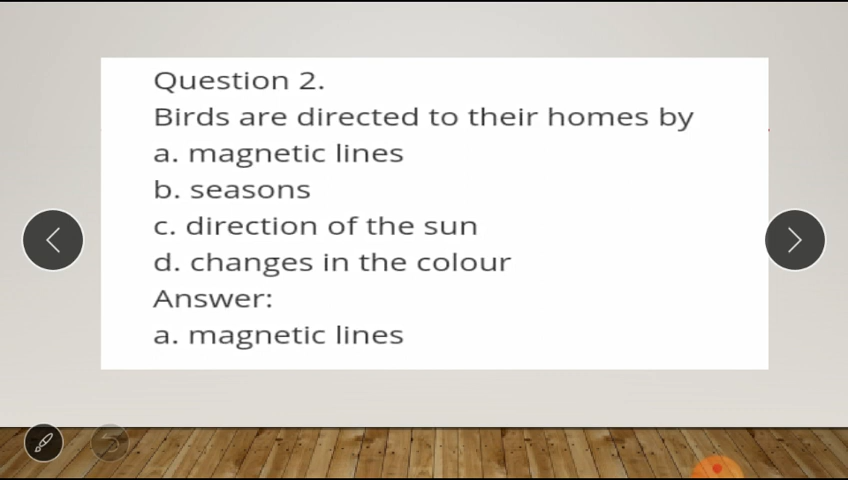 Question 2.
Birds are directed to their homes by
a. magnetic lines
b. seasons
c. direction of the sun
d. changes in the colour
Answer:
a. magnetic lines